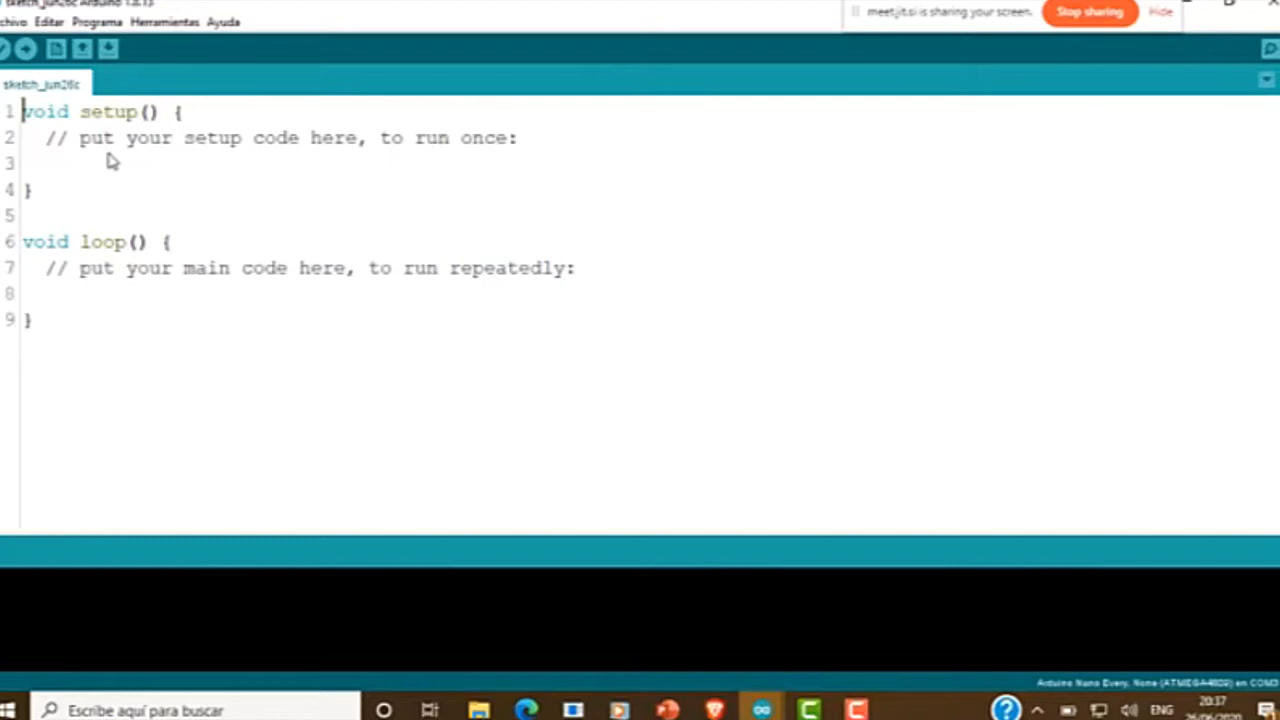 sketch_jun26c Arduino 1.8.13
meet.jit.si is sharing your screen. Stop sharing Hide
Editar Programa Herramientas Ayuda
sketch_jun26c
1 void setup() {
2 // put your setup code here, to run once:
3
4 }
5
6 void loop() {
7 // put your main code here, to run repeatedly:
8
9 }
Arduino Nano Every, None (ATMEGA4809) en COM3
Escribe aquí para buscar
ENG
20:37